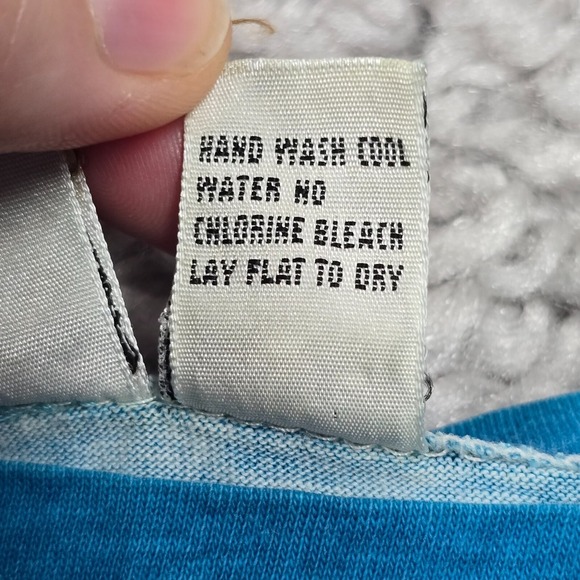 HAND WASH COOL
WATER NO
CHLORINE BLEACH
LAY FLAT TO DRY